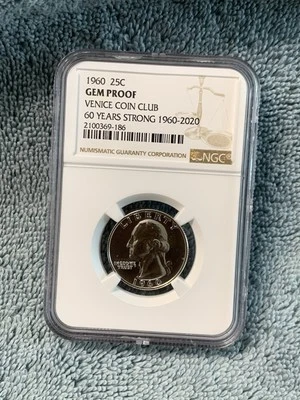 1960 25C
GEM PROOF
VENICE COIN CLUB
60 YEARS STRONG 1960-2020
2100369-186
NUMISMATIC GUARANTY CORPORATION
NGC
LIBERTY
IN GOD WE
TRUST
1960